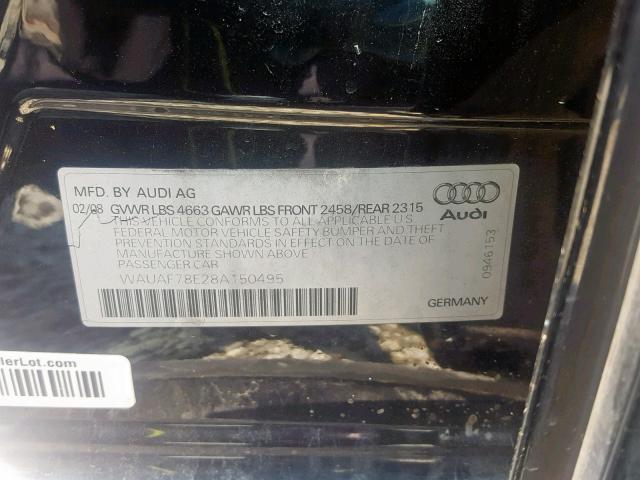 MFD. BY AUDI AG
02/08 GVWR LBS 4663 GAWR LBS FRONT 2458/REAR 2315
THIS VEHICLE CONFORMS TO ALL APPLICABLE U.S
FEDERAL MOTOR VEHICLE SAFETY BUMPER AND THEFT
PREVENTION STANDARDS IN EFFECT ON THE DATE OF
MANUFACTURE SHOWN ABOVE
PASSENGER CAR
WAUAF78E28A150495
Audi
0946153
GERMANY
lerLot.com